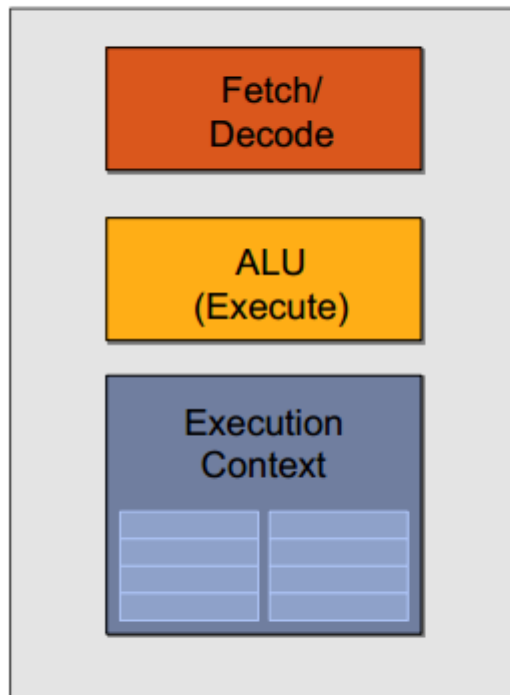 Fetch/
Decode
ALU
(Execute)
Execution
Context